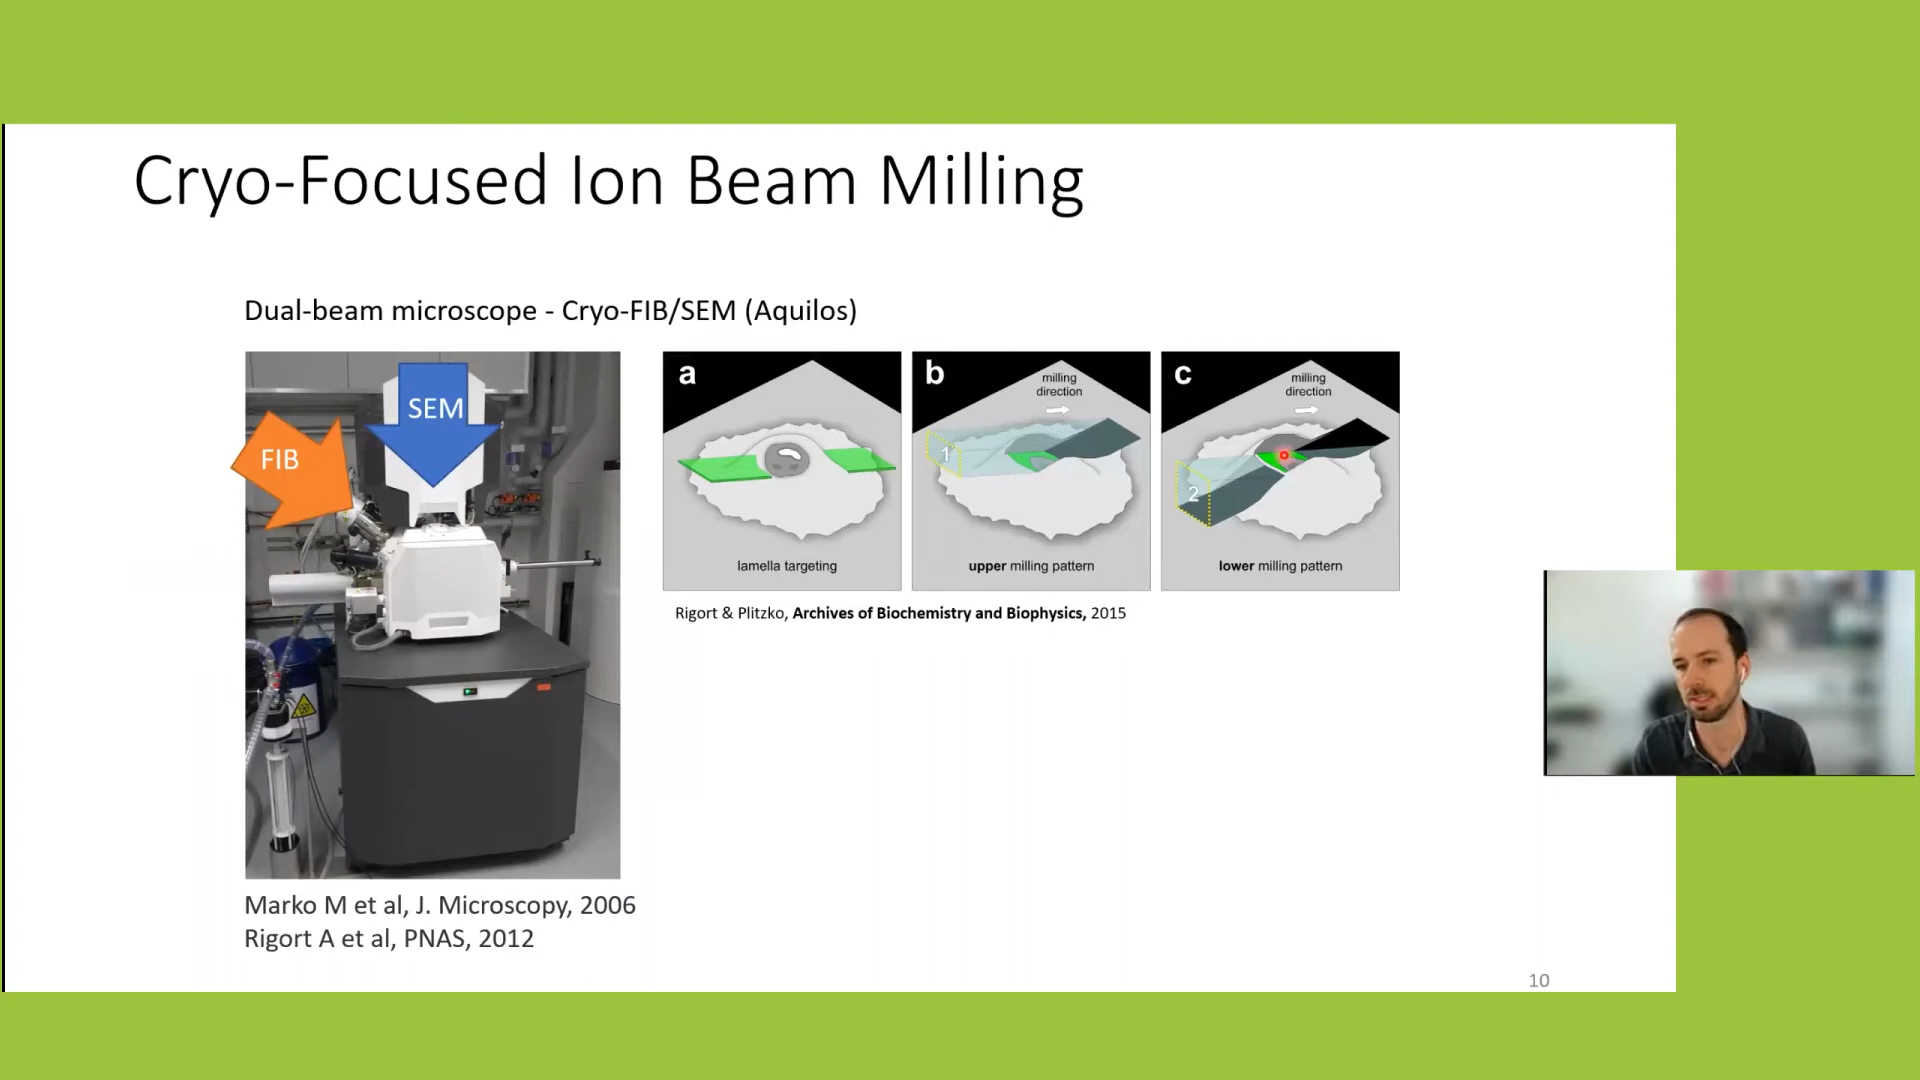 Cryo-Focused Ion Beam Milling
Dual-beam microscope - Cryo-FIB/SEM (Aquilos)
SEM
FIB
a
lamella targeting
b
milling
direction
1
upper milling pattern
c
milling
direction
2
lower milling pattern
Rigort & Plitzko, Archives of Biochemistry and Biophysics, 2015
Marko M et al, J. Microscopy, 2006
Rigort A et al, PNAS, 2012
10